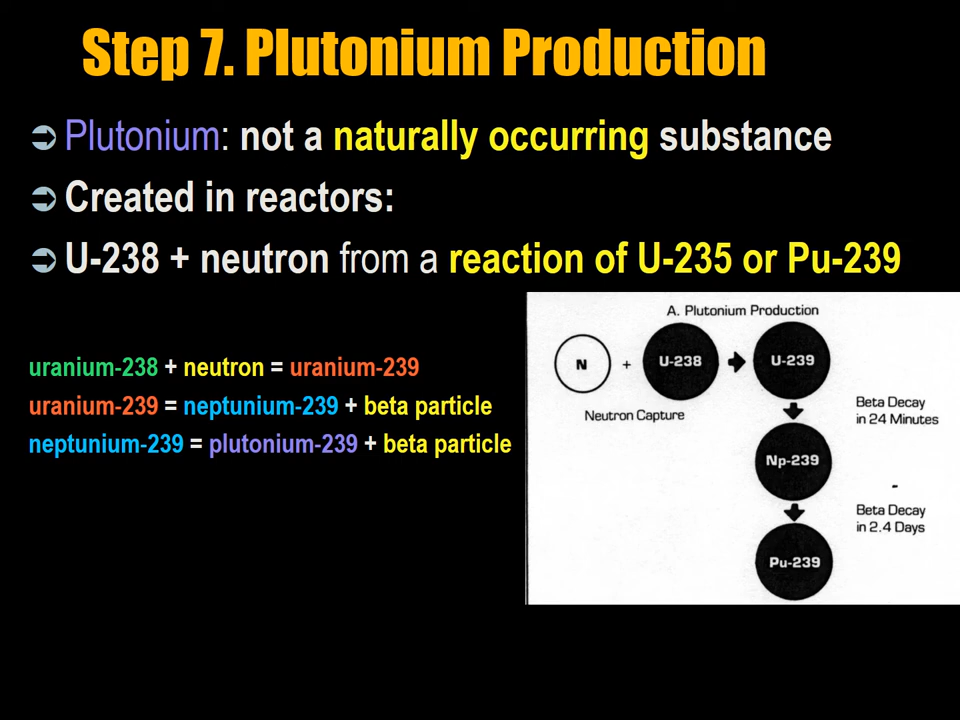 Step 7. Plutonium Production
Plutonium: not a naturally occurring substance
Created in reactors:
U-238 + neutron from a reaction of U-235 or Pu-239
uranium-238 + neutron = uranium-239
uranium-239 = neptunium-239 + beta particle
neptunium-239 = plutonium-239 + beta particle
A. Plutonium Production
N + U-238 U-239
Neutron Capture
Beta Decay
in 24 Minutes
Np-239
Beta Decay
in 2.4 Days
Pu-239